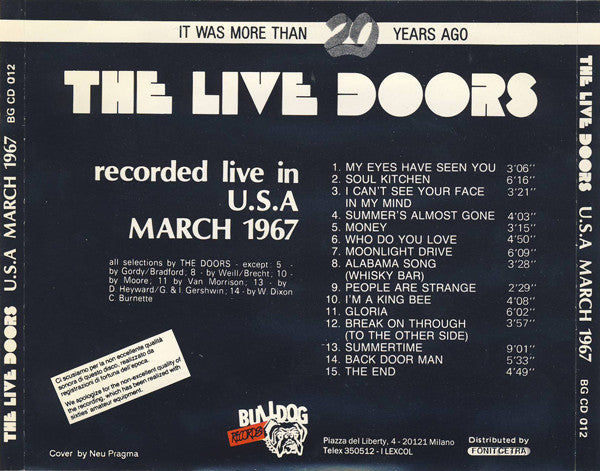 IT WAS MORE THAN 20 YEARS AGO
THE LIVE DOORS
recorded live in
U.S.A
MARCH 1967
all selections by THE DOORS - except: 5 -
by Gordy/Bradford; 8 - by Weill/Brecht; 10 -
by Moore; 11 by Van Morrison; 13 - by
D. Heyward/G. & I. Gershwin; 14 - by W. Dixon
C. Burnette
1. MY EYES HAVE SEEN YOU 3'06"
2. SOUL KITCHEN 6'16"
3. I CAN'T SEE YOUR FACE 3'21"
IN MY MIND
4. SUMMER'S ALMOST GONE 4'03"
5. MONEY 3'15"
6. WHO DO YOU LOVE 4'50"
7. MOONLIGHT DRIVE 6'09"
8. ALABAMA SONG 3'28"
(WHISKY BAR)
9. PEOPLE ARE STRANGE 2'29"
10. I'M A KING BEE 4'08"
11. GLORIA 6'02"
12. BREAK ON THROUGH 3'57"
(TO THE OTHER SIDE)
13. SUMMERTIME 9'01"
14. BACK DOOR MAN 5'33"
15. THE END 4'49"
Ci scusiamo per la non eccellente qualità
sonora di questo disco, realizzato da
registrazioni di fortuna dell'epoca.
We apologize for the non-excellent quality of
the recording, which has been realized with
sixties' amateur equipment.
BULLDOG
RECORDS
Piazza del Liberty, 4 - 20121 Milano
Telex 350512 - I LEXCOL
Distributed by
FONIT CETRA
Cover by Neu Pragma
THE LIVE DOORS U.S.A MARCH 1967 BG CD 012
THE LIVE DOORS U.S.A MARCH 1967 BG CD 012